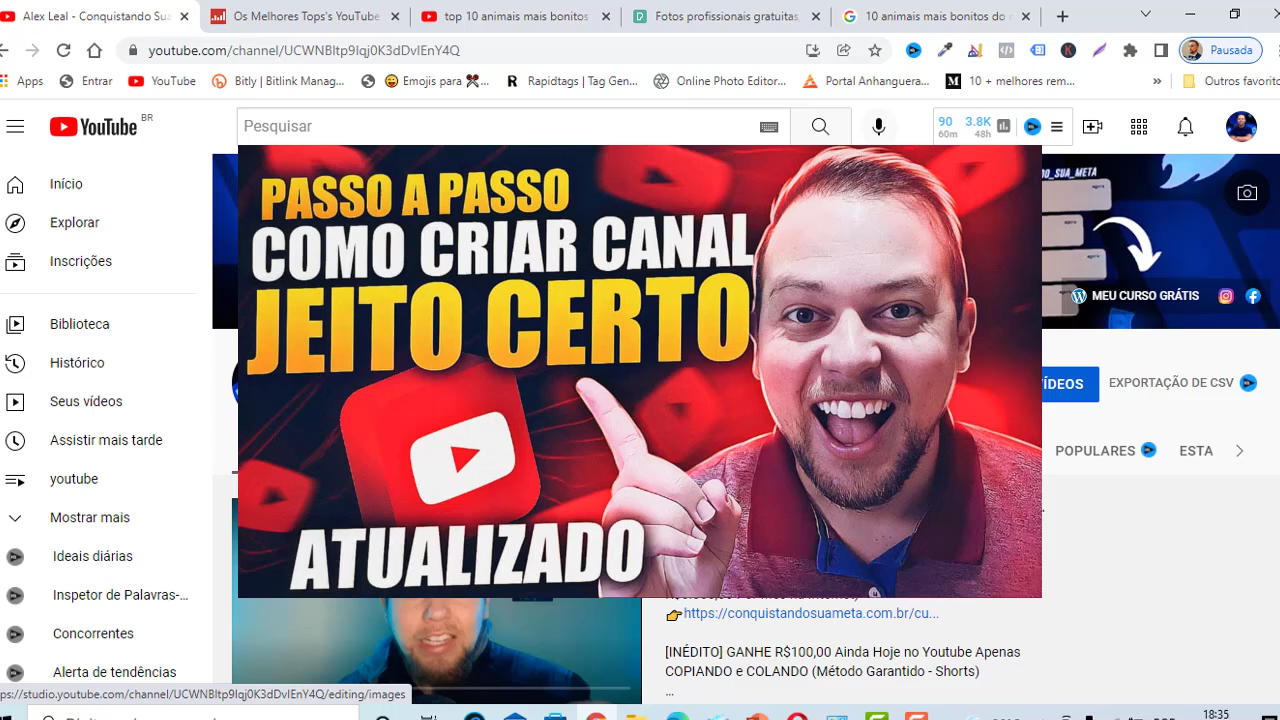 Alex Leal - Conquistando Sua
Os Melhores Tops's YouTube
top 10 animais mais bonitos
Fotos profissionais gratuitas,
10 animais mais bonitos do m
youtube.com/channel/UCWNBltp9Iqj0K3dDvIEnY4Q
Pausada
Apps
Entrar
YouTube
Bitly | Bitlink Manag...
Emojis para
...
Rapidtags | Tag Gen...
Online Photo Editor...
Portal Anhanguera...
10 + melhores rem...
»
Outros favorito
YouTube BR
Pesquisar
90
60m
3.8K
48h
Início
Explorar
Inscrições
Biblioteca
Histórico
Seus vídeos
Assistir mais tarde
youtube
Mostrar mais
Ideais diárias
Inspetor de Palavras-...
Concorrentes
Alerta de tendências
PASSO A PASSO
COMO CRIAR CANAL
JEITO CERTO
ATUALIZADO
DO_SUA_META
MEU CURSO GRÁTIS
VÍDEOS
EXPORTAÇÃO DE CSV
POPULARES
ESTA
https://conquistandosuameta.com.br/cu...
[INÉDITO] GANHE R$100,00 Ainda Hoje no Youtube Apenas
COPIANDO e COLANDO (Método Garantido - Shorts)
...
ps://studio.youtube.com/channel/UCWNBltp9Iqj0K3dDvIEnY4Q/editing/images
18:35